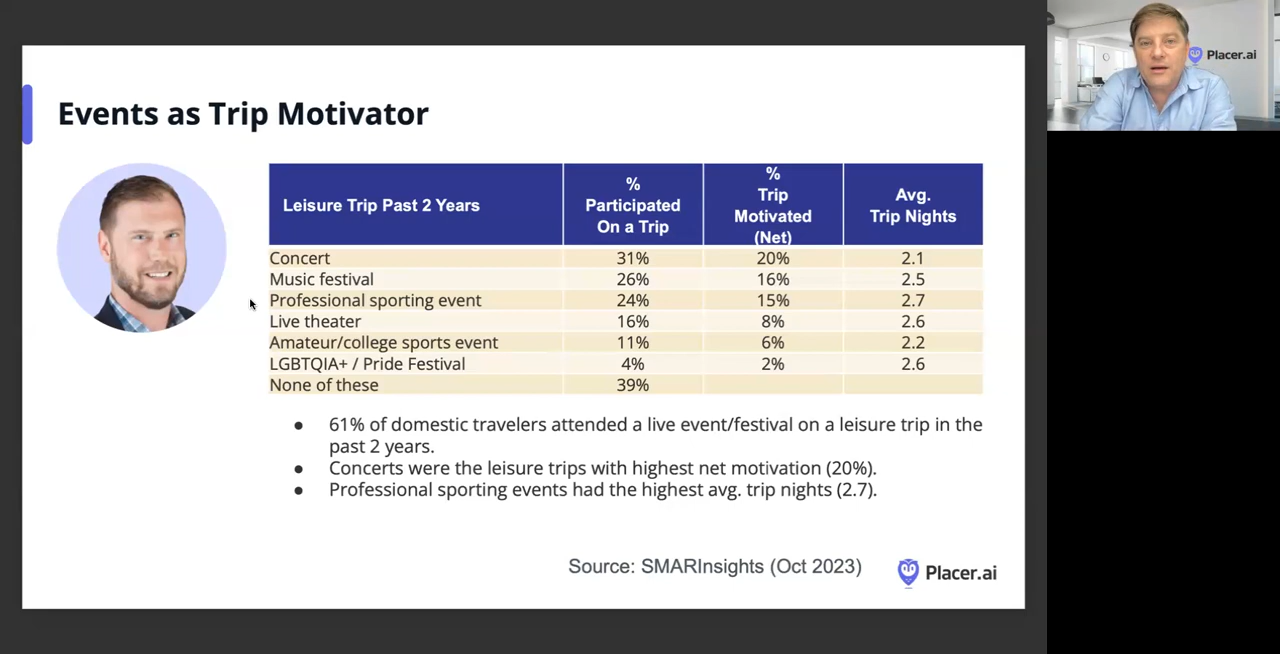 Placer.ai
Events as Trip Motivator
Leisure Trip Past 2 Years
%
Participated
On a Trip
%
Trip
Motivated
(Net)
Avg.
Trip Nights
Concert 31% 20% 2.1
Music festival 26% 16% 2.5
Professional sporting event 24% 15% 2.7
Live theater 16% 8% 2.6
Amateur/college sports event 11% 6% 2.2
LGBTQIA+ / Pride Festival 4% 2% 2.6
None of these 39%
● 61% of domestic travelers attended a live event/festival on a leisure trip in the
past 2 years.
● Concerts were the leisure trips with highest net motivation (20%).
● Professional sporting events had the highest avg. trip nights (2.7).
Source: SMARInsights (Oct 2023)
Placer.ai